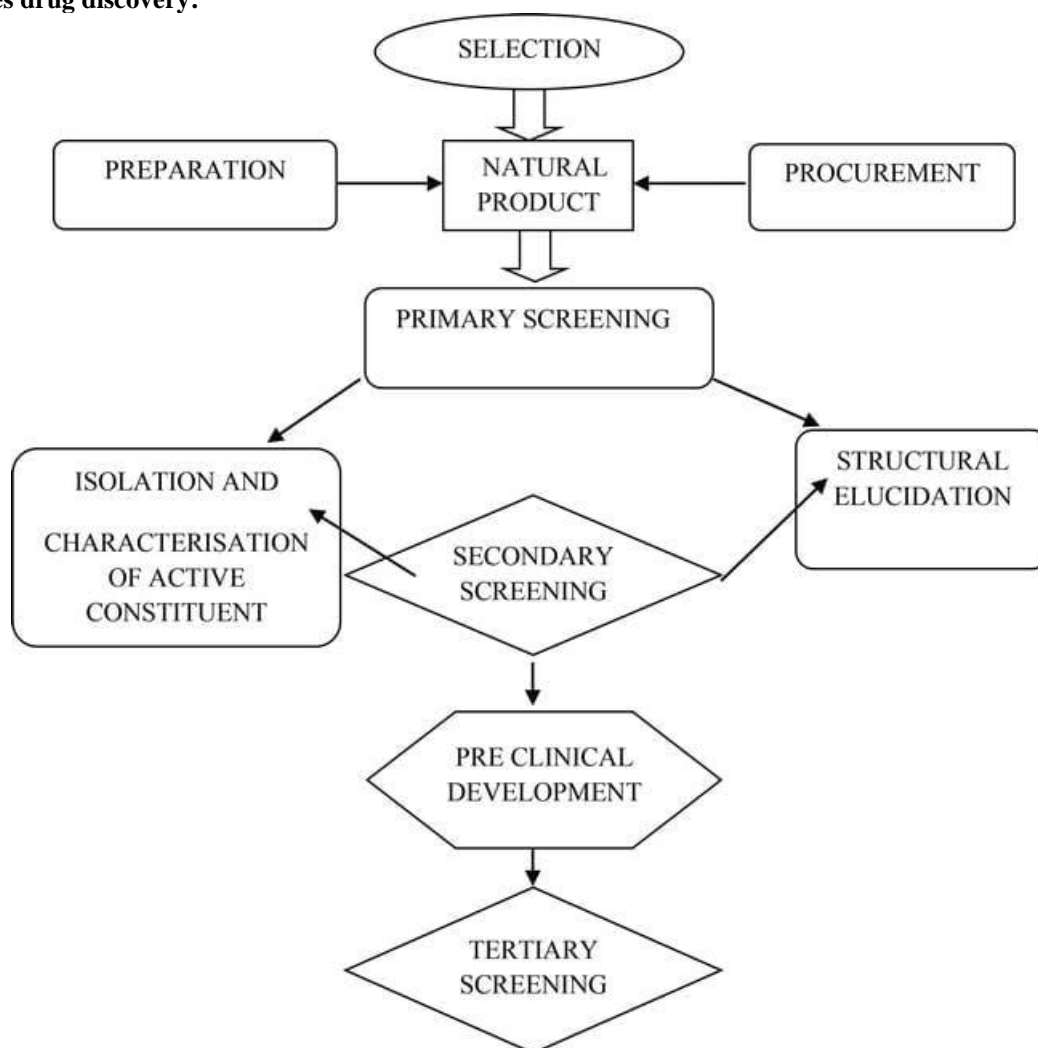 drug discovery:
SELECTION
PREPARATION
NATURAL
PRODUCT
PROCUREMENT
PRIMARY SCREENING
ISOLATION AND
CHARACTERISATION
OF ACTIVE
CONSTITUENT
STRUCTURAL
ELUCIDATION
SECONDARY
SCREENING
PRE CLINICAL
DEVELOPMENT
TERTIARY
SCREENING